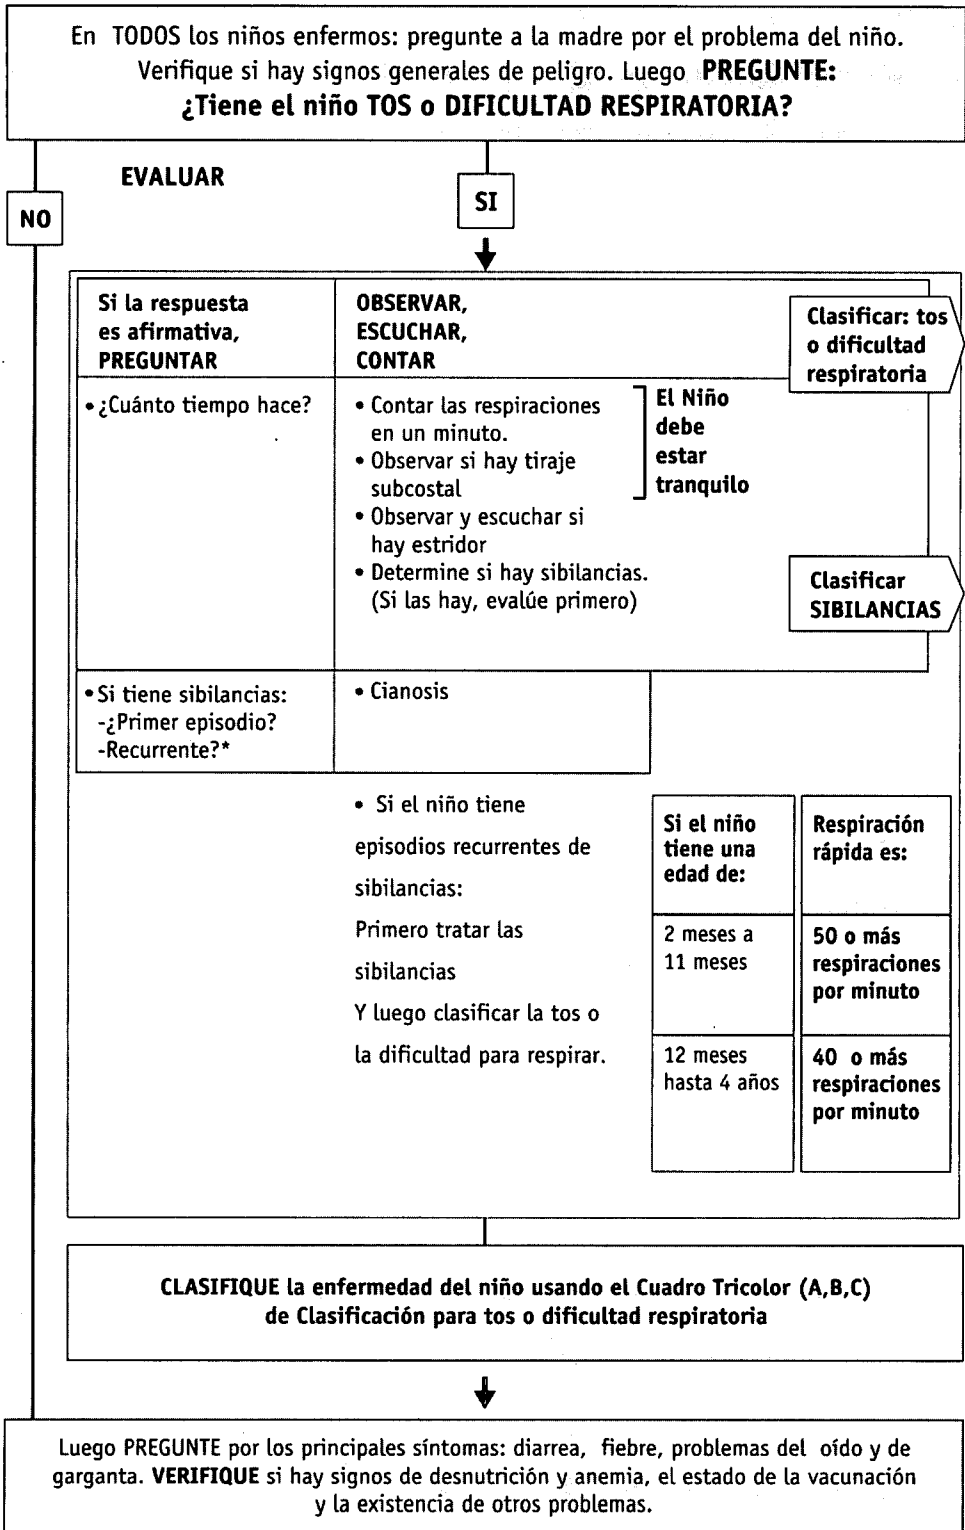 En TODOS los niños enfermos: pregunte a la madre por el problema del niño.
Verifique si hay signos generales de peligro. Luego PREGUNTE:
¿Tiene el niño TOS o DIFICULTAD RESPIRATORIA?
EVALUAR
NO
SI
Si la respuesta
es afirmativa,
PREGUNTAR
OBSERVAR,
ESCUCHAR,
CONTAR
Clasificar: tos
o dificultad
respiratoria
• ¿Cuánto tiempo hace?
• Contar las respiraciones
en un minuto.
• Observar si hay tiraje
subcostal
• Observar y escuchar si
hay estridor
• Determine si hay sibilancias.
(Si las hay, evalúe primero)
El Niño
debe
estar
tranquilo
Clasificar
SIBILANCIAS
• Si tiene sibilancias:
-¿Primer episodio?
-Recurrente?*
• Cianosis
• Si el niño tiene
episodios recurrentes de
sibilancias:
Primero tratar las
sibilancias
Y luego clasificar la tos o
la dificultad para respirar.
Si el niño
tiene una
edad de:
Respiración
rápida es:
2 meses a
11 meses
50 o más
respiraciones
por minuto
12 meses
hasta 4 años
40 o más
respiraciones
por minuto
CLASIFIQUE la enfermedad del niño usando el Cuadro Tricolor (A,B,C)
de Clasificación para tos o dificultad respiratoria
Luego PREGUNTE por los principales síntomas: diarrea, fiebre, problemas del oído y de
garganta. VERIFIQUE si hay signos de desnutrición y anemia, el estado de la vacunación
y la existencia de otros problemas.